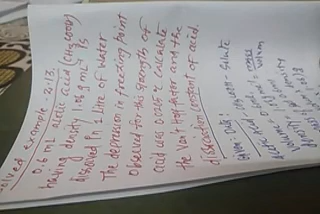 Solved example - 2.13.
0.6 mL acetic acid (CH3COOH)
having density 1.06 g mL-1 is
dissolved in 1 litre of water
The depression in freezing point
observed for this strength of
acid was 0.0205°C calculate
the van't hoff factor and the
dissociation constant of acid.
Given Data:
CH3COOH - solute